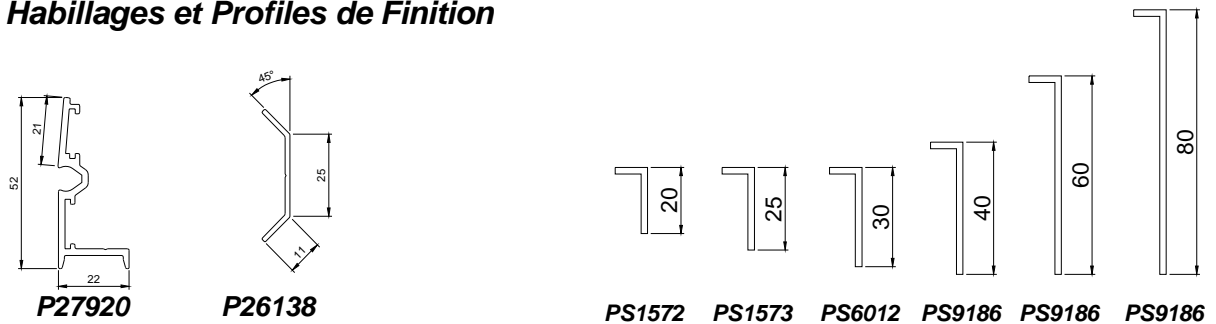 Habillages et Profiles de Finition
52
21
22
P27920
45°
25
11
P26138
20
PS1572
25
PS1573
30
PS6012
40
PS9186
60
PS9186
80
PS9186